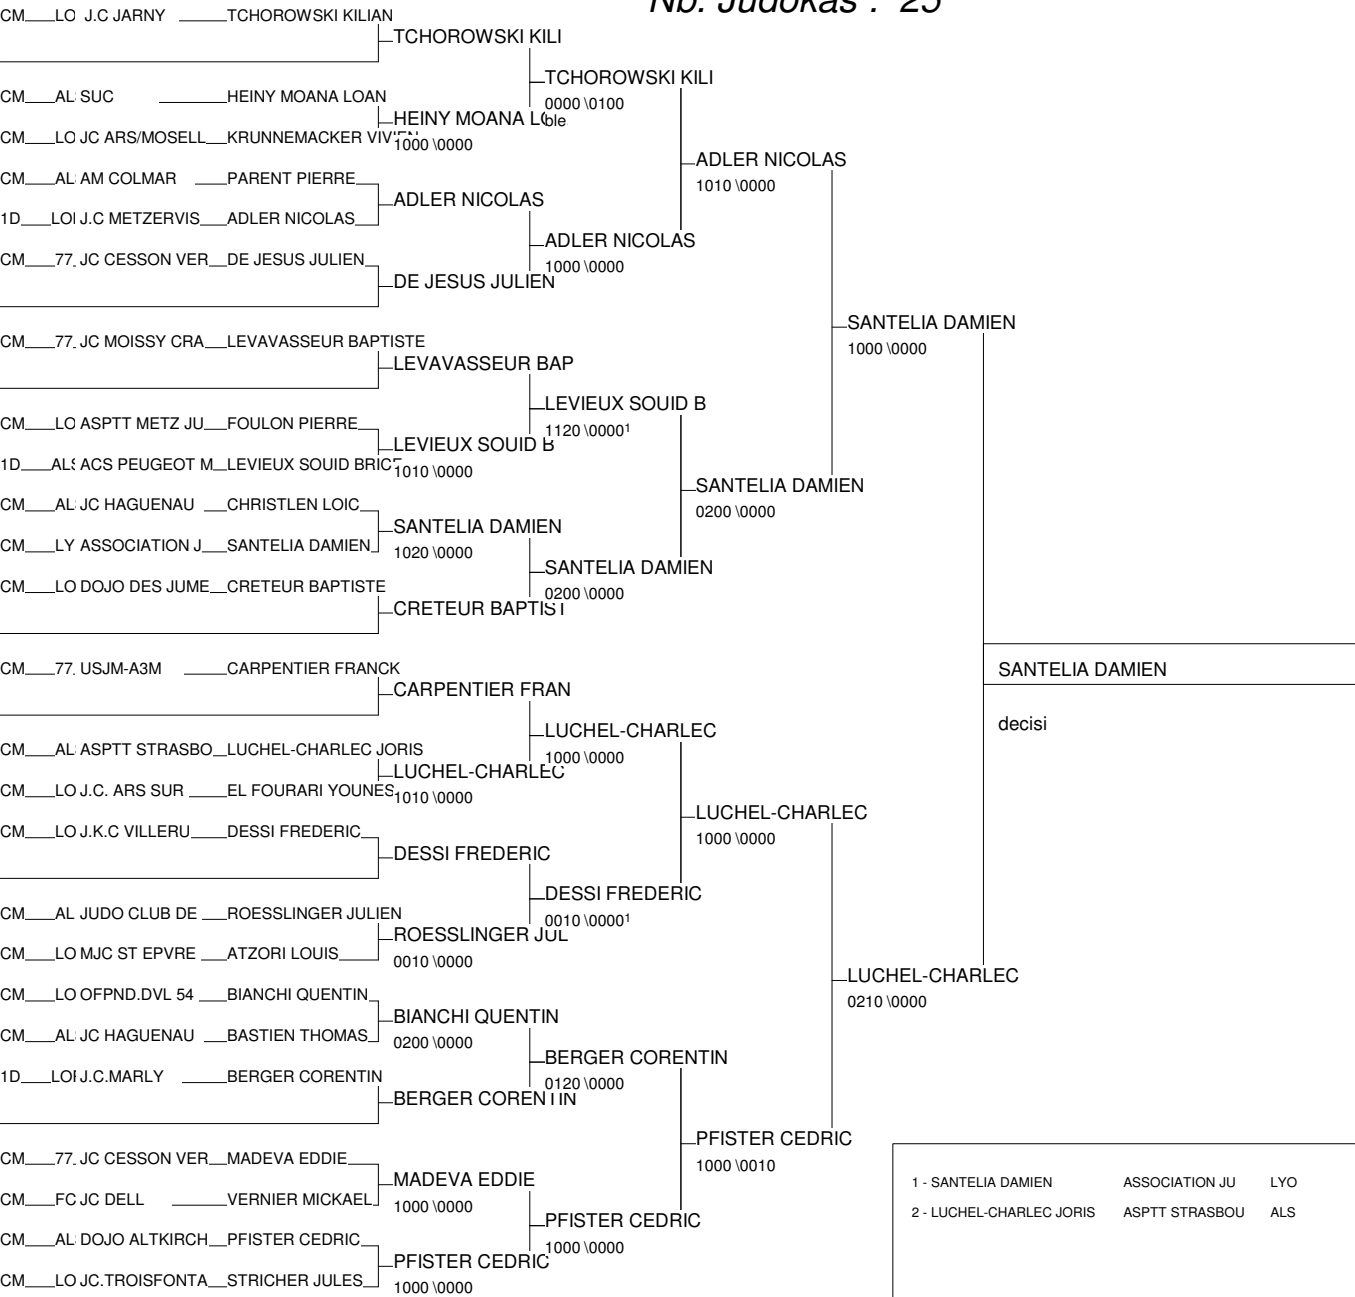 Nb. Judokas : 25
CM LO J.C JARNY TCHOROWSKI KILIAN
TCHOROWSKI KILI
TCHOROWSKI KILI
CM AL SUC HEINY MOANA LOAN
0000 \0100
HEINY MOANA LO ble
CM LO JC ARS/MOSELL KRUNNEMACKER VIVIEN
1000 \0000
ADLER NICOLAS
CM AL AM COLMAR PARENT PIERRE
1010 \0000
ADLER NICOLAS
1D LO J.C METZERVIS ADLER NICOLAS
ADLER NICOLAS
CM 77 JC CESSON VER DE JESUS JULIEN
1000 \0000
DE JESUS JULIEN
SANTELIA DAMIEN
CM 77 JC MOISSY CRA LEVAVASSEUR BAPTISTE
1000 \0000
LEVAVASSEUR BAP
LEVIEUX SOUID B
CM LO ASPTT METZ JU FOULON PIERRE
1120 \0000¹
LEVIEUX SOUID B
1D ALS ACS PEUGEOT M LEVIEUX SOUID BRICE
1010 \0000
SANTELIA DAMIEN
CM AL JC HAGUENAU CHRISTLEN LOIC
0200 \0000
SANTELIA DAMIEN
CM LY ASSOCIATION J SANTELIA DAMIEN
1020 \0000
SANTELIA DAMIEN
CM LO DOJO DES JUME CRETEUR BAPTISTE
0200 \0000
CRETEUR BAPTIST
CM 77 USJM-A3M CARPENTIER FRANCK
SANTELIA DAMIEN
CARPENTIER FRAN
decisi
LUCHEL-CHARLEC
CM AL ASPTT STRASBO LUCHEL-CHARLEC JORIS
1000 \0000
LUCHEL-CHARLEC
CM LO J.C. ARS SUR EL FOURARI YOUNES
1010 \0000
LUCHEL-CHARLEC
CM LO J.K.C VILLERU DESSI FREDERIC
1000 \0000
DESSI FREDERIC
DESSI FREDERIC
CM AL JUDO CLUB DE ROESSLINGER JULIEN
0010 \0000¹
ROESSLINGER JUL
CM LO MJC ST EPVRE ATZORI LOUIS
0010 \0000
LUCHEL-CHARLEC
CM LO OFPND.DVL 54 BIANCHI QUENTIN
0210 \0000
BIANCHI QUENTIN
CM AL JC HAGUENAU BASTIEN THOMAS
0200 \0000
BERGER CORENTIN
1D LO J.C.MARLY BERGER CORENTIN
0120 \0000
BERGER CORENTIN
PFISTER CEDRIC
CM 77 JC CESSON VER MADEVA EDDIE
1000 \0010
MADEVA EDDIE
1 - SANTELIA DAMIEN ASSOCIATION JU LYO
CM FC JC DELL VERNIER MICKAEL
1000 \0000
2 - LUCHEL-CHARLEC JORIS ASPTT STRASBOU ALS
PFISTER CEDRIC
CM AL DOJO ALTKIRCH PFISTER CEDRIC
1000 \0000
PFISTER CEDRIC
CM LO JC.TROISFONTA STRICHER JULES
1000 \0000